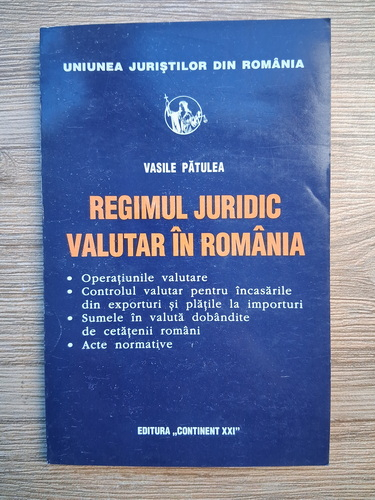 UNIUNEA JURIȘTILOR DIN ROMÂNIA
VASILE PĂTULEA
REGIMUL JURIDIC
VALUTAR ÎN ROMÂNIA
• Operațiunile valutare
• Controlul valutar pentru încasările
din exporturi și plățile la importuri
• Sumele în valută dobândite
de cetățenii români
• Acte normative
EDITURA „CONTINENT XXI"